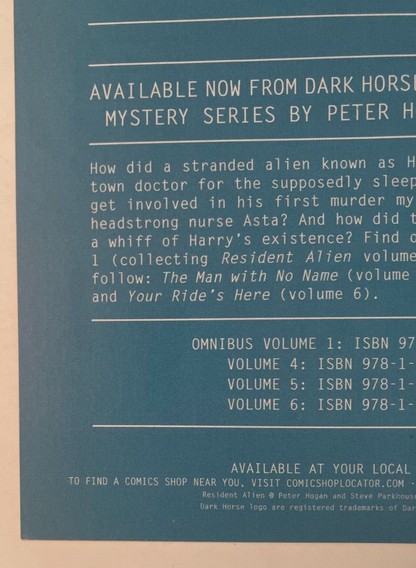 AVAILABLE NOW FROM DARK HORSE
MYSTERY SERIES BY PETER H
How did a stranded alien known as H
town doctor for the supposedly sleep
get involved in his first murder my
headstrong nurse Asta? And how did t
a whiff of Harry's existence? Find o
1 (collecting Resident Alien volume
follow: The Man with No Name (volume
and Your Ride's Here (volume 6).
OMNIBUS VOLUME 1: ISBN 97
VOLUME 4: ISBN 978-1-
VOLUME 5: ISBN 978-1-
VOLUME 6: ISBN 978-1-
AVAILABLE AT YOUR LOCAL
TO FIND A COMICS SHOP NEAR YOU, VISIT COMICSHOPLOCATOR.COM ·
Resident Alien © Peter Hogan and Steve Parkhous
Dark Horse logo are registered trademarks of Dar